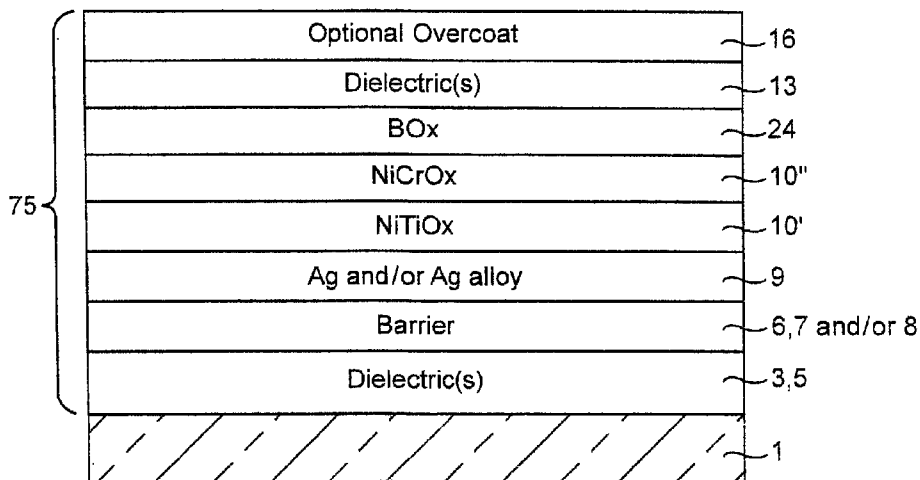 Optional Overcoat 16
Dielectric(s) 13
BOx 24
NiCrOx 10"
75 NiTiOx 10'
Ag and/or Ag alloy 9
Barrier 6,7 and/or 8
Dielectric(s) 3,5
1